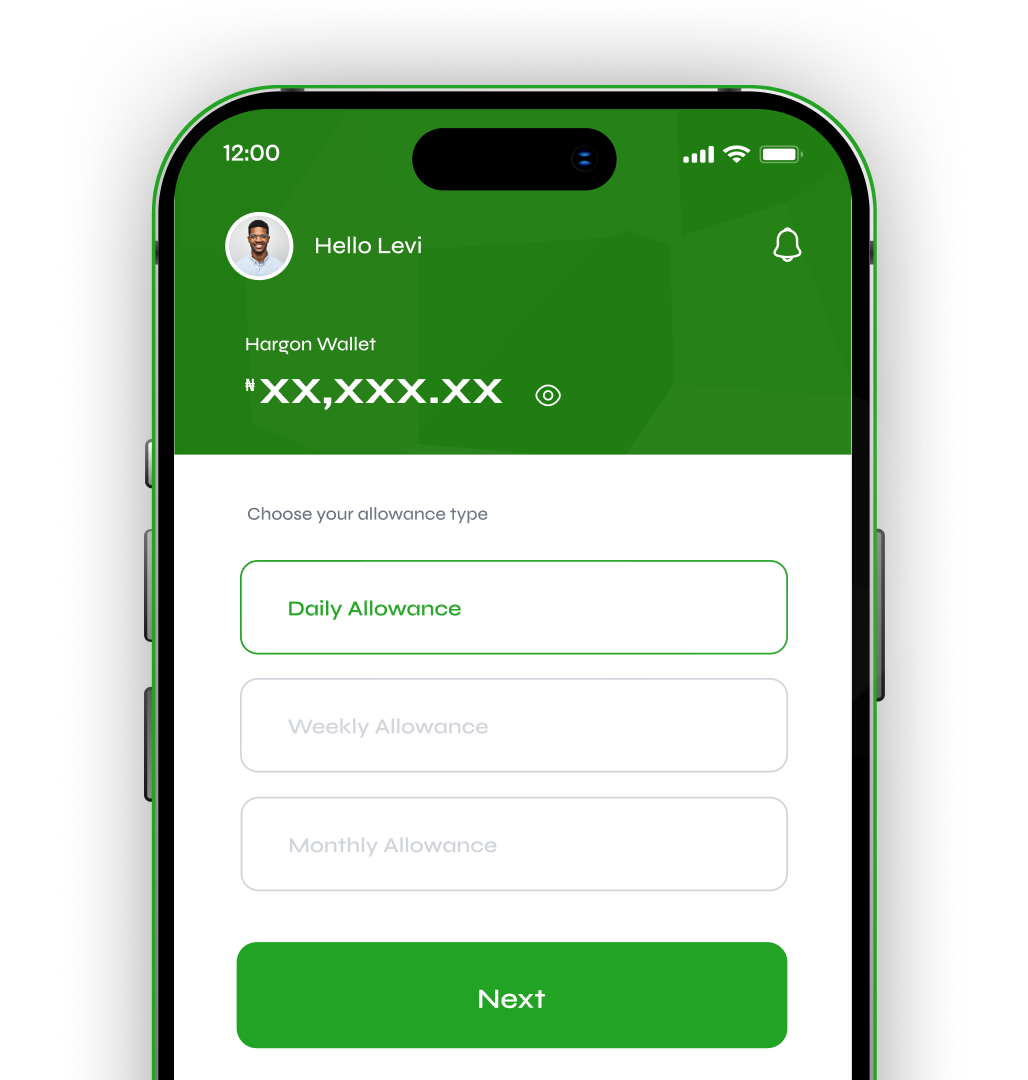 12:00
Hello Levi
Hargon Wallet
₦XX,XXX.XX
Choose your allowance type
Daily Allowance
Weekly Allowance
Monthly Allowance
Next